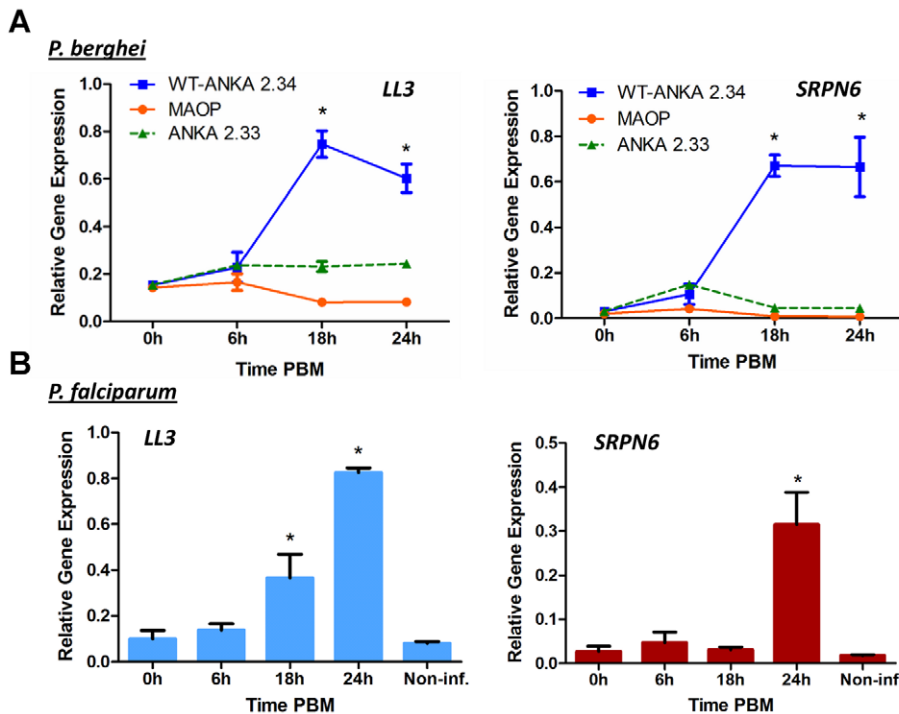 A
P. berghei
WT-ANKA 2.34
MAOP
ANKA 2.33
LL3
Relative Gene Expression
1.0
0.8
0.6
0.4
0.2
0.0
*
*
0h 6h 18h 24h
Time PBM
WT-ANKA 2.34
MAOP
ANKA 2.33
SRPN6
Relative Gene Expression
1.0
0.8
0.6
0.4
0.2
0.0
*
*
0h 6h 18h 24h
Time PBM
B
P. falciparum
LL3
Relative Gene Expression
1.0
0.8
0.6
0.4
0.2
0.0
*
*
0h 6h 18h 24h Non-inf.
Time PBM
SRPN6
Relative Gene Expression
0.5
0.4
0.3
0.2
0.1
0.0
*
0h 6h 18h 24h Non-inf.
Time PBM